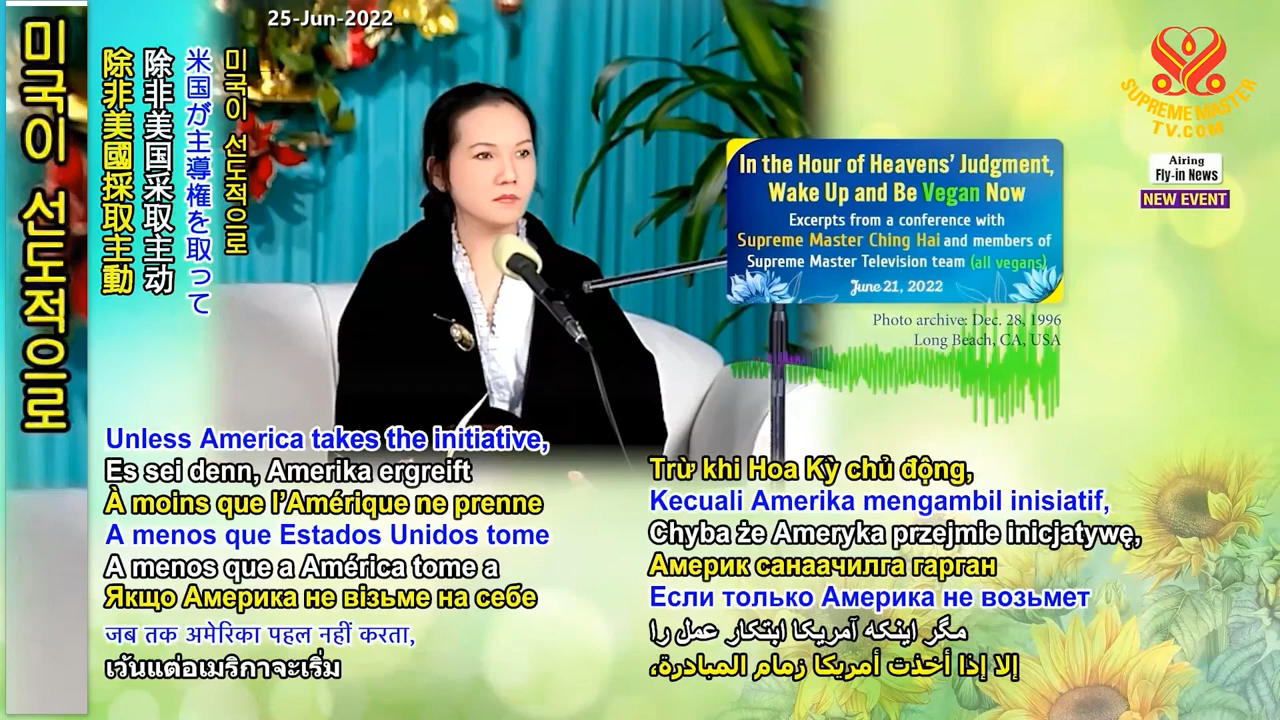 25-Jun-2022
미국이 선도적으로
除非美國採取主動
除非美国采取主动
米国が主導権を取って
미국이 선도적으로
SUPREME MASTER
TV.COM
Airing
Fly-in News
NEW EVENT
In the Hour of Heavens’ Judgment,
Wake Up and Be Vegan Now
Excerpts from a conference with
Supreme Master Ching Hai and members of
Supreme Master Television team (all vegans)
June 21, 2022
Photo archive: Dec. 28, 1996
Long Beach, CA, USA
Unless America takes the initiative,
Es sei denn, Amerika ergreift
À moins que l’Amérique ne prenne
A menos que Estados Unidos tome
A menos que a América tome a
Якщо Америка не візьме на себе
जब तक अमेरिका पहल नहीं करता,
เว้นแต่อเมริกาจะเริ่ม
Trừ khi Hoa Kỳ chủ động,
Kecuali Amerika mengambil inisiatif,
Chyba że Ameryka przejmie inicjatywę,
Америк санаачилга гарган
Если только Америка не возьмет
مگر اینکه آمریکا ابتکار عمل را
إلا إذا أخذت أمريكا زمام المبادرة،